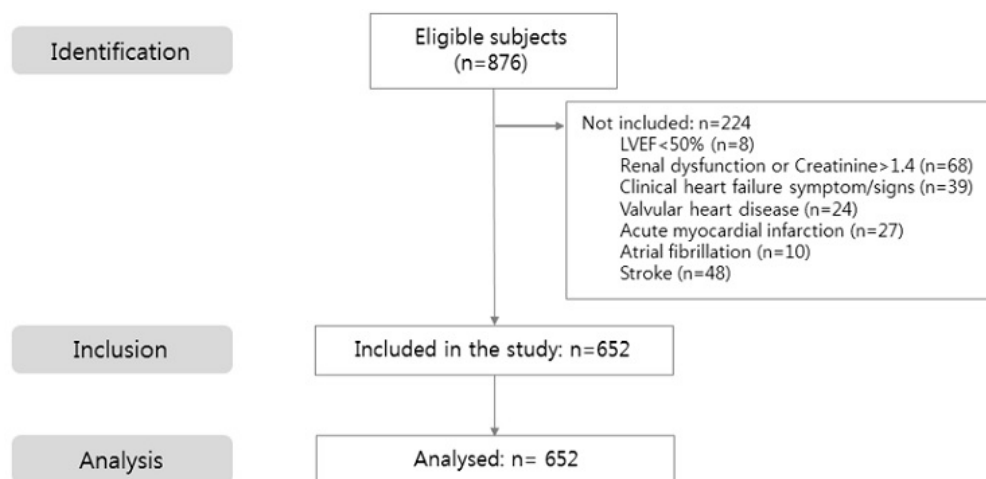 Identification
Eligible subjects
(n=876)
Not included: n=224
LVEF<50% (n=8)
Renal dysfunction or Creatinine>1.4 (n=68)
Clinical heart failure symptom/signs (n=39)
Valvular heart disease (n=24)
Acute myocardial infarction (n=27)
Atrial fibrillation (n=10)
Stroke (n=48)
Inclusion
Included in the study: n=652
Analysis
Analysed: n= 652